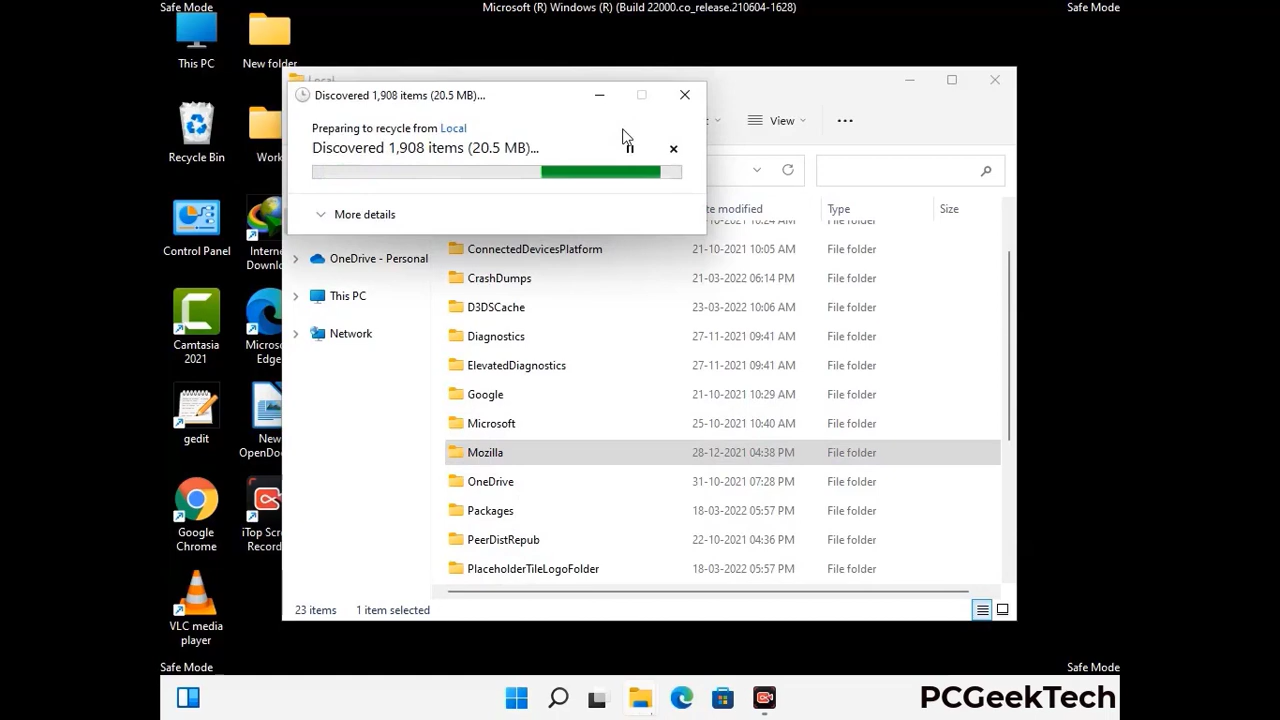 Safe Mode
Microsoft (R) Windows (R) (Build 22000.co_release.210604-1628)
Safe Mode
This PC
New folder
Recycle Bin
Work
Control Panel
Internet
Downlo
Camtasia
2021
Micros
Edge
gedit
New
OpenDoc
Google
Chrome
iTop Scr
Record
VLC media
player
Local
Discovered 1,908 items (20.5 MB)...
Preparing to recycle from Local
Discovered 1,908 items (20.5 MB)...
More details
View
te modified
Type
Size
File folder
OneDrive - Personal
This PC
Network
ConnectedDevicesPlatform 21-10-2021 10:05 AM File folder
CrashDumps 21-03-2022 06:14 PM File folder
D3DSCache 23-03-2022 10:06 AM File folder
Diagnostics 27-11-2021 09:41 AM File folder
ElevatedDiagnostics 27-11-2021 09:41 AM File folder
Google 21-10-2021 10:29 AM File folder
Microsoft 25-10-2021 10:40 AM File folder
Mozilla 28-12-2021 04:38 PM File folder
OneDrive 31-10-2021 07:28 PM File folder
Packages 18-03-2022 05:57 PM File folder
PeerDistRepub 22-10-2021 04:36 PM File folder
PlaceholderTileLogoFolder 18-03-2022 05:57 PM File folder
23 items
1 item selected
Safe Mode
Safe Mode
PCGeekTech